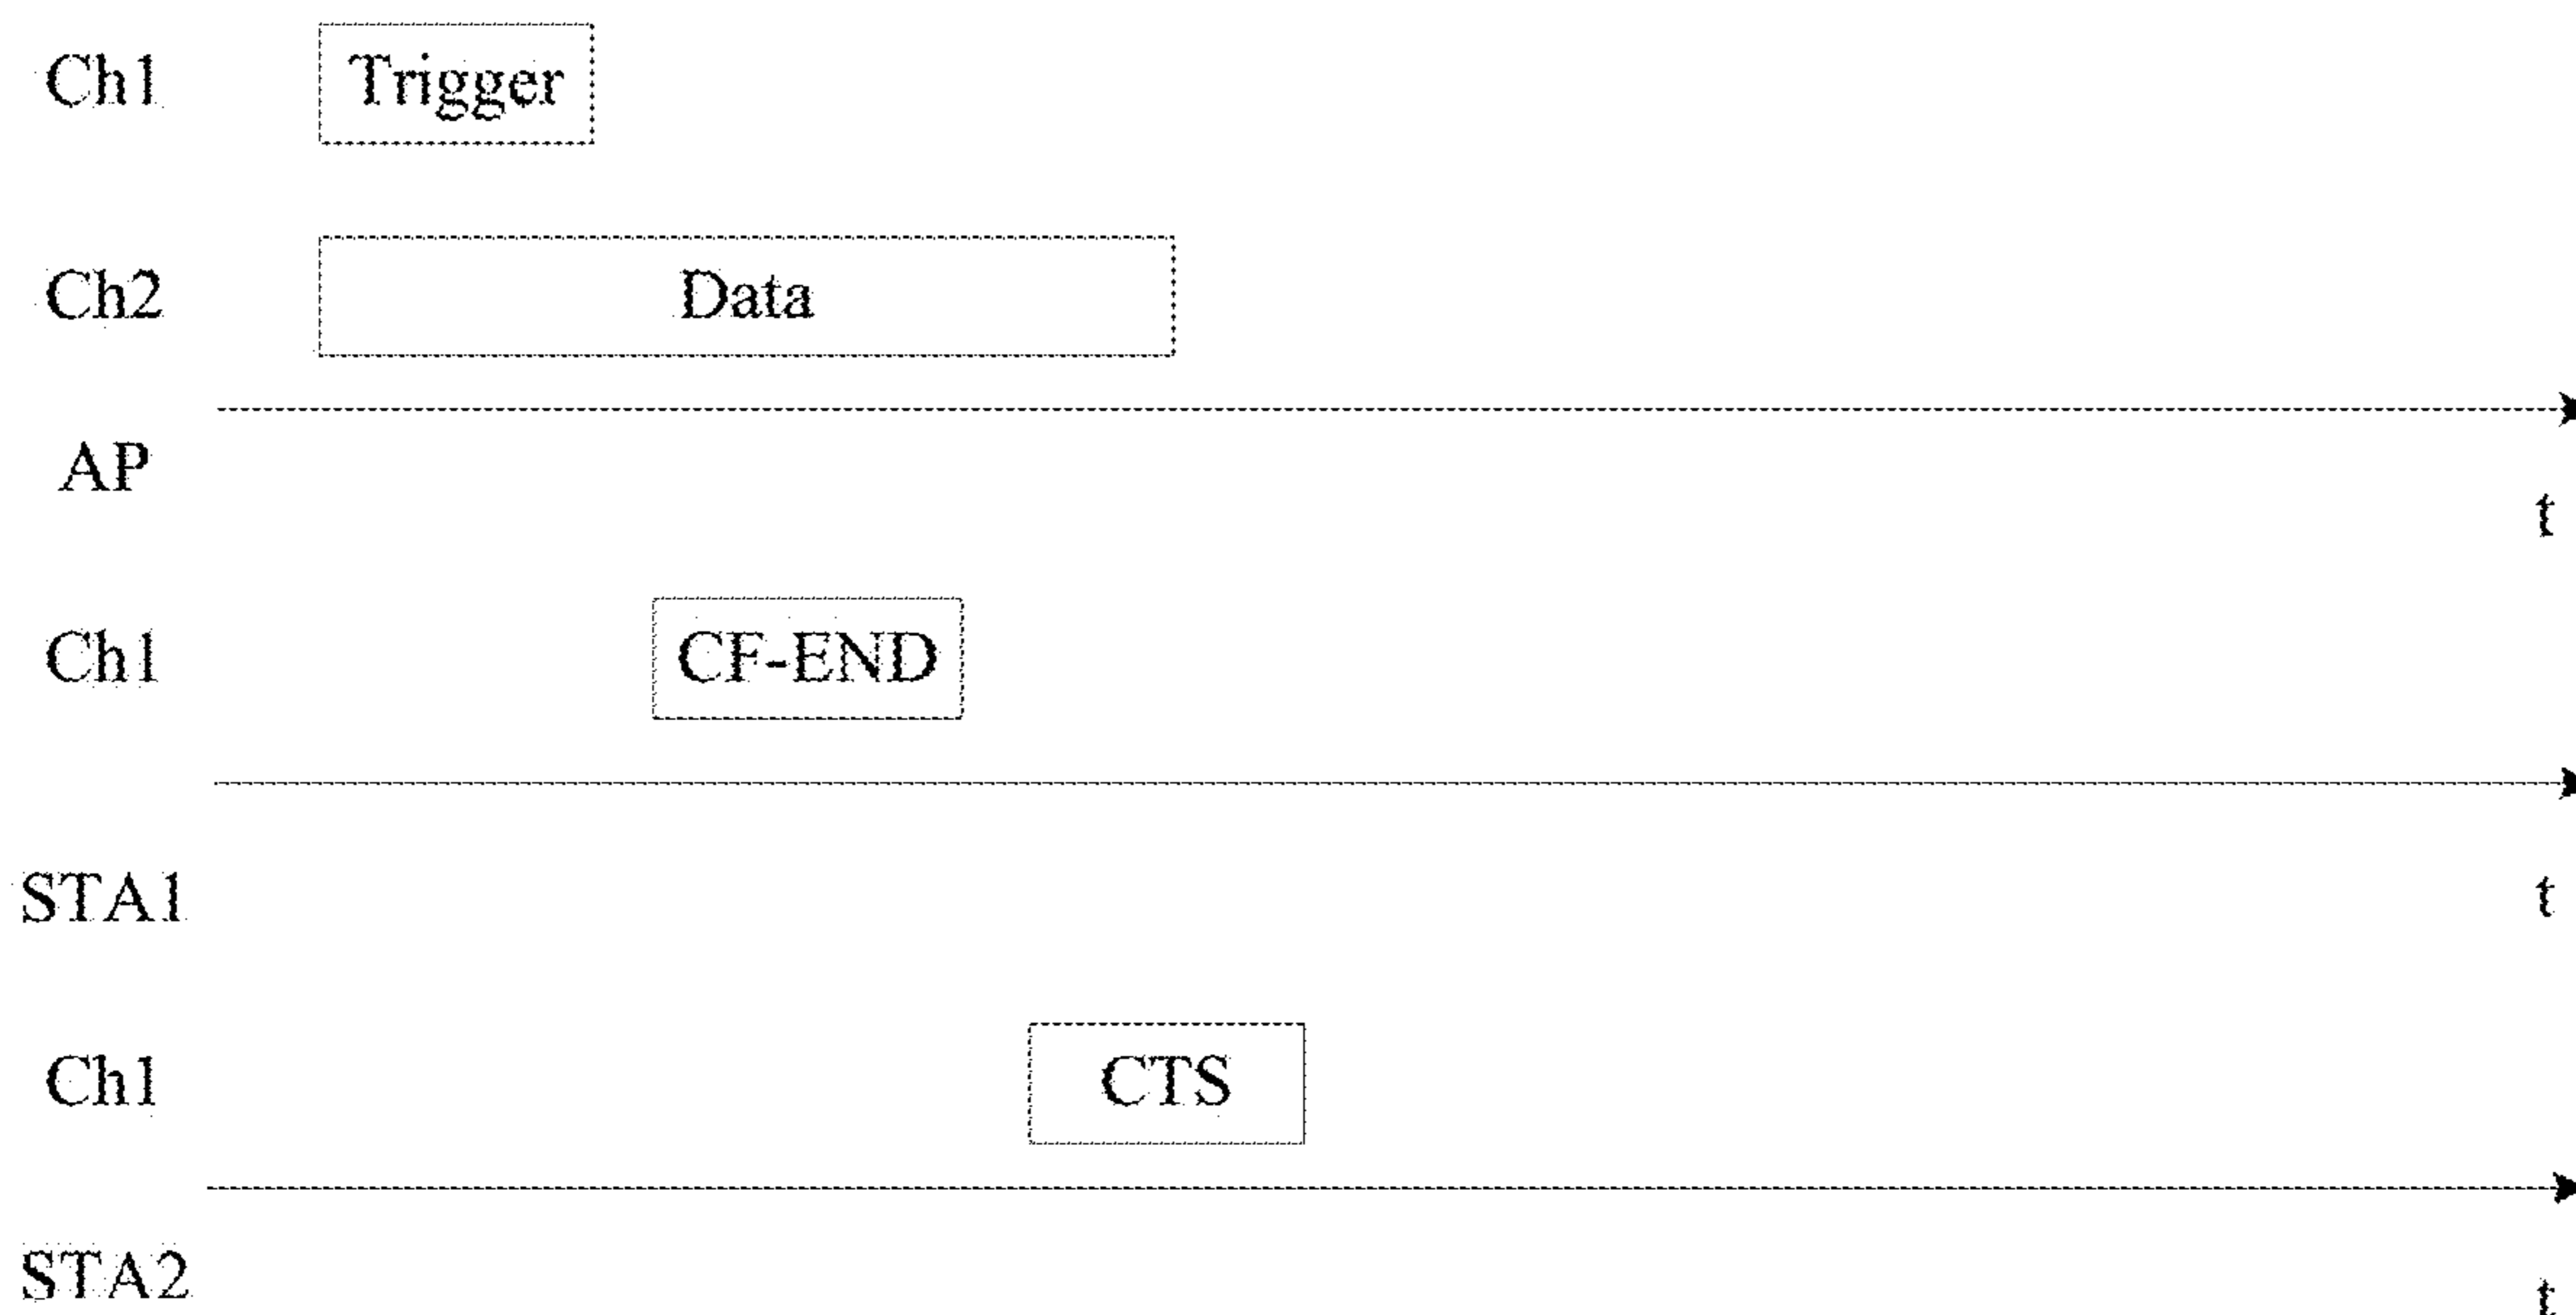 Ch1 Trigger
Ch2 Data
AP
t
Ch1 CF-END
STA1 t
Ch1 CTS
STA2 t